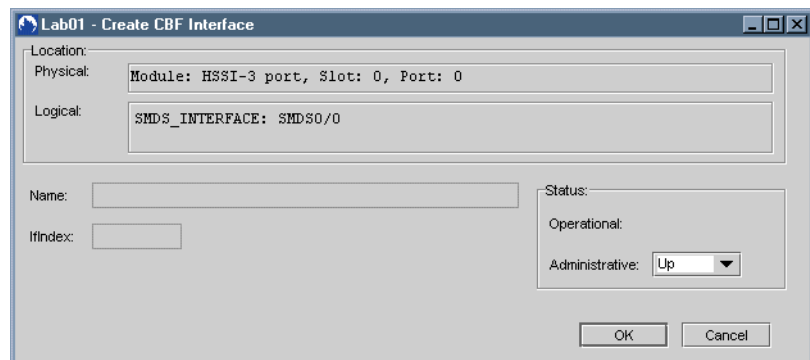 Lab01 - Create CBF Interface
Location:
Physical: Module: HSSI-3 port, Slot: 0, Port: 0
Logical: SMDS_INTERFACE: SMDS0/0
Name:
IfIndex:
Status:
Operational:
Administrative: Up
OK Cancel